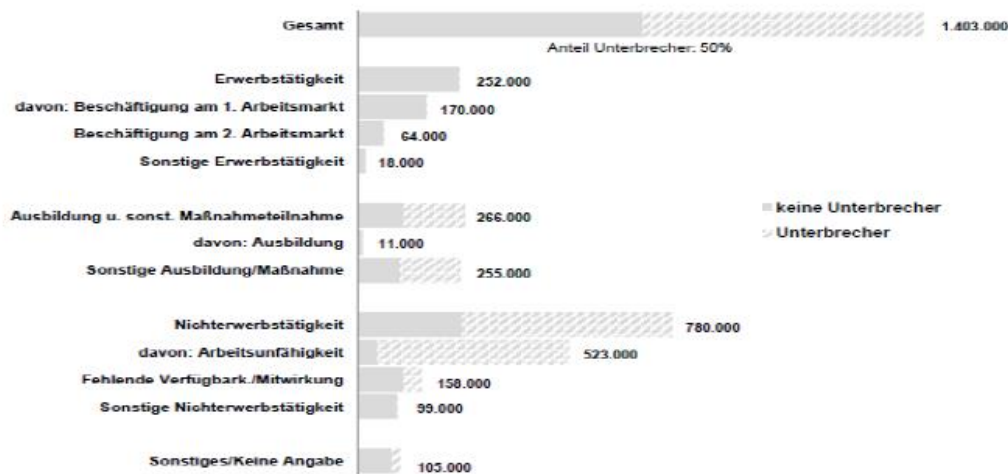 Gesamt 1.403.000
Anteil Unterbrecher: 50%
Erwerbstätigkeit 252.000
davon: Beschäftigung am 1. Arbeitsmarkt 170.000
Beschäftigung am 2. Arbeitsmarkt 64.000
Sonstige Erwerbstätigkeit 18.000
Ausbildung u. sonst. Maßnahmeteilnahme 266.000
davon: Ausbildung 11.000
Sonstige Ausbildung/Maßnahme 255.000
keine Unterbrecher
Unterbrecher
Nichterwerbstätigkeit 780.000
davon: Arbeitsunfähigkeit 523.000
Fehlende Verfügbark./Mitwirkung 158.000
Sonstige Nichterwerbstätigkeit 99.000
Sonstiges/Keine Angabe 105.000